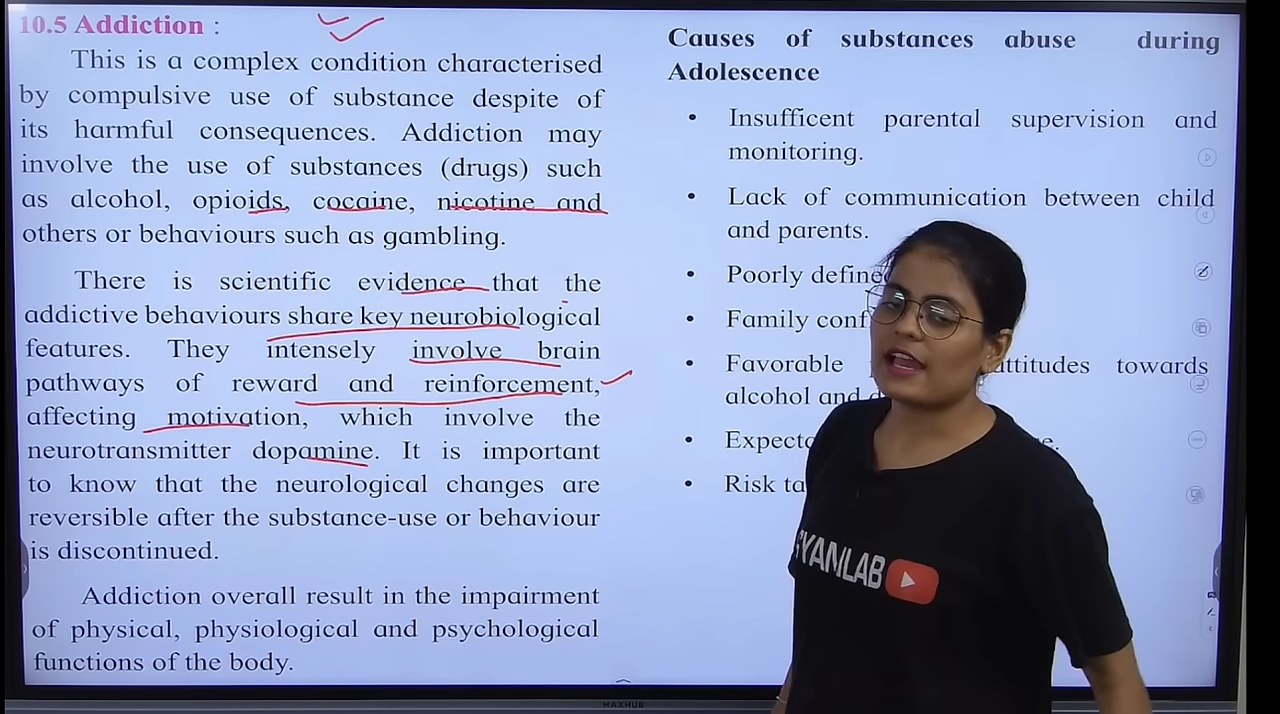 10.5 Addiction :
This is a complex condition characterised
by compulsive use of substance despite of
its harmful consequences. Addiction may
involve the use of substances (drugs) such
as alcohol, opioids, cocaine, nicotine and
others or behaviours such as gambling.
There is scientific evidence that the
addictive behaviours share key neurobiological
features. They intensely involve brain
pathways of reward and reinforcement,
affecting motivation, which involve the
neurotransmitter dopamine. It is important
to know that the neurological changes are
reversible after the substance-use or behaviour
is discontinued.
Addiction overall result in the impairment
of physical, physiological and psychological
functions of the body.
Causes of substances abuse during
Adolescence
• Insufficent parental supervision and
monitoring.
• Lack of communication between child
and parents.
• Poorly
• Family
• Favorable attitudes towards
alcohol and
•
• Risk
GYANLAB
MAXHUB